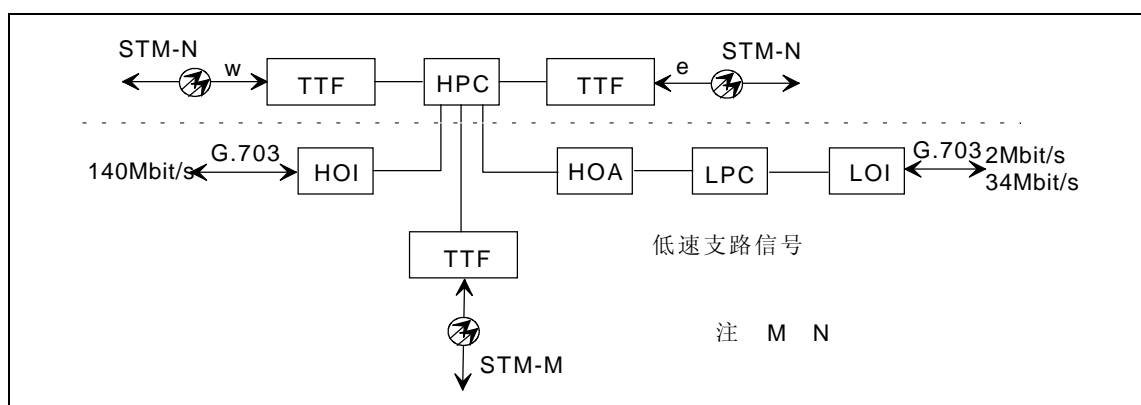 STM-N
w
TTF
HPC
TTF
e
STM-N
140Mbit/s
G.703
HOI
HOA
LPC
LOI
G.703
2Mbit/s
34Mbit/s
TTF
低速支路信号
STM-M
注 M N